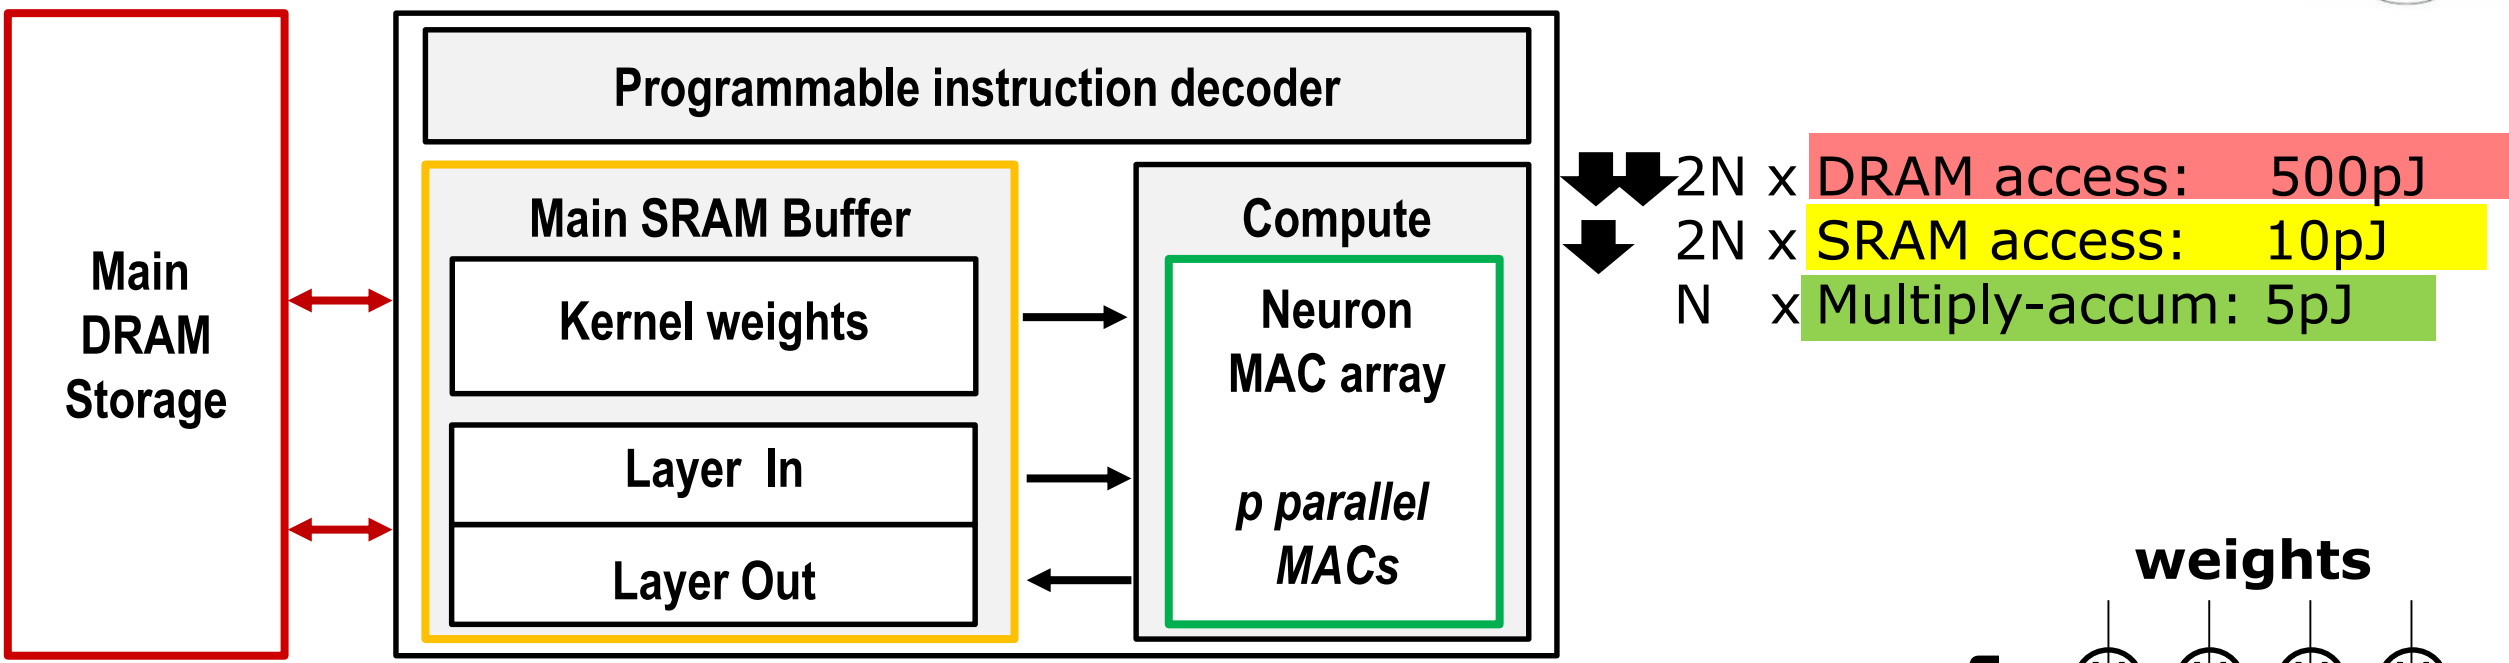 Programmable instruction decoder
Main
DRAM
Storage
Main SRAM Buffer
Kernel weights
Layer In
Layer Out
Compute
Neuron
MAC array
p parallel
MACs
2N x DRAM access: 500pJ
2N x SRAM access: 10pJ
N x Multiply-accum: 5pJ
weights